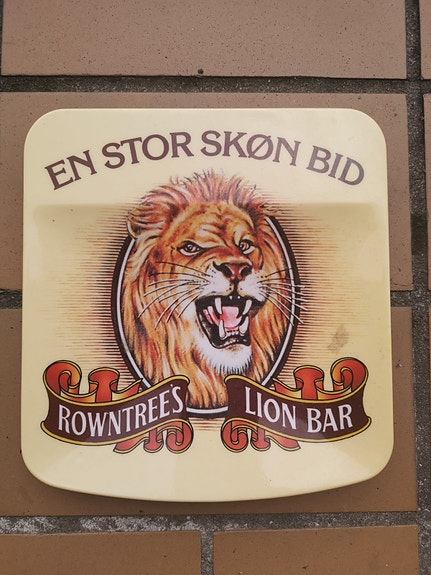 EN STOR SKØN BID
ROWNTREE'S LION BAR